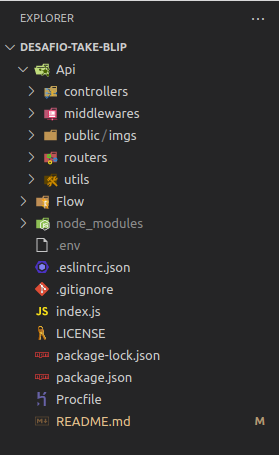 EXPLORER
DESAFIO-TAKE-BLIP
Api
controllers
middlewares
public/imgs
routers
utils
Flow
node_modules
.env
.eslintrc.json
.gitignore
JS index.js
LICENSE
package-lock.json
package.json
Procfile
README.md M